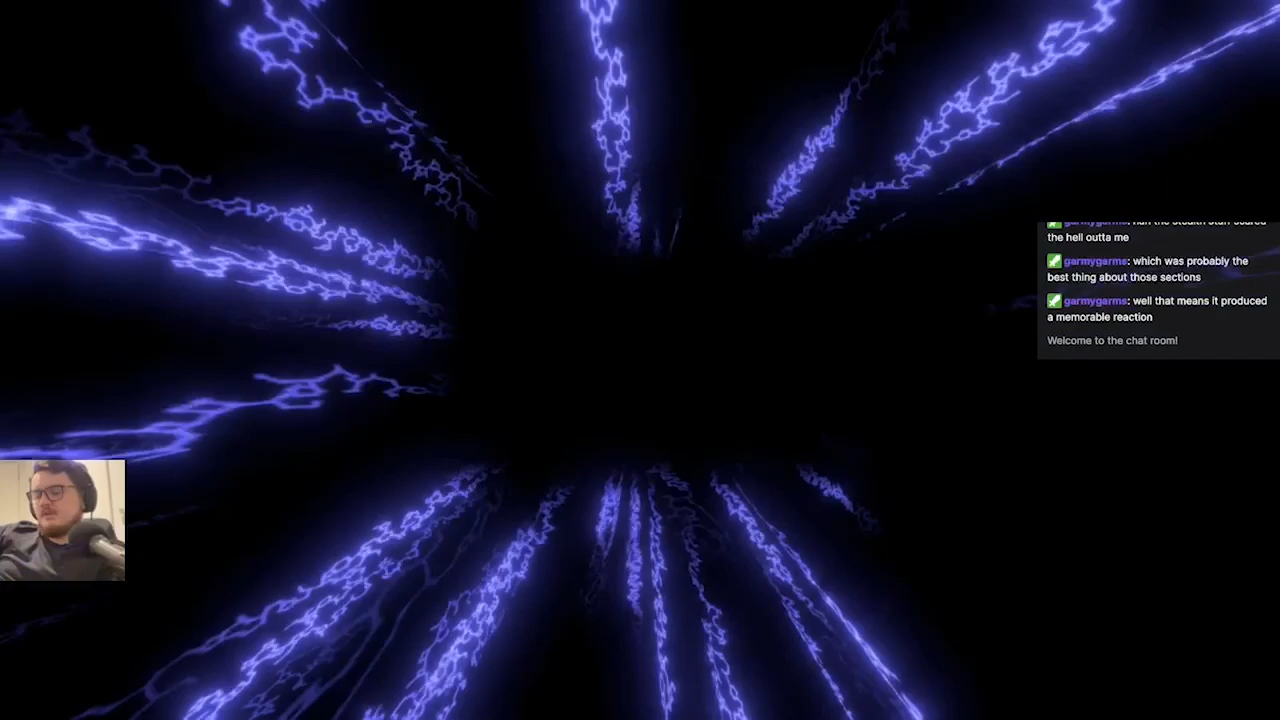 the hell outta me
garmygarms: which was probably the
best thing about those sections
garmygarms: well that means it produced
a memorable reaction
Welcome to the chat room!